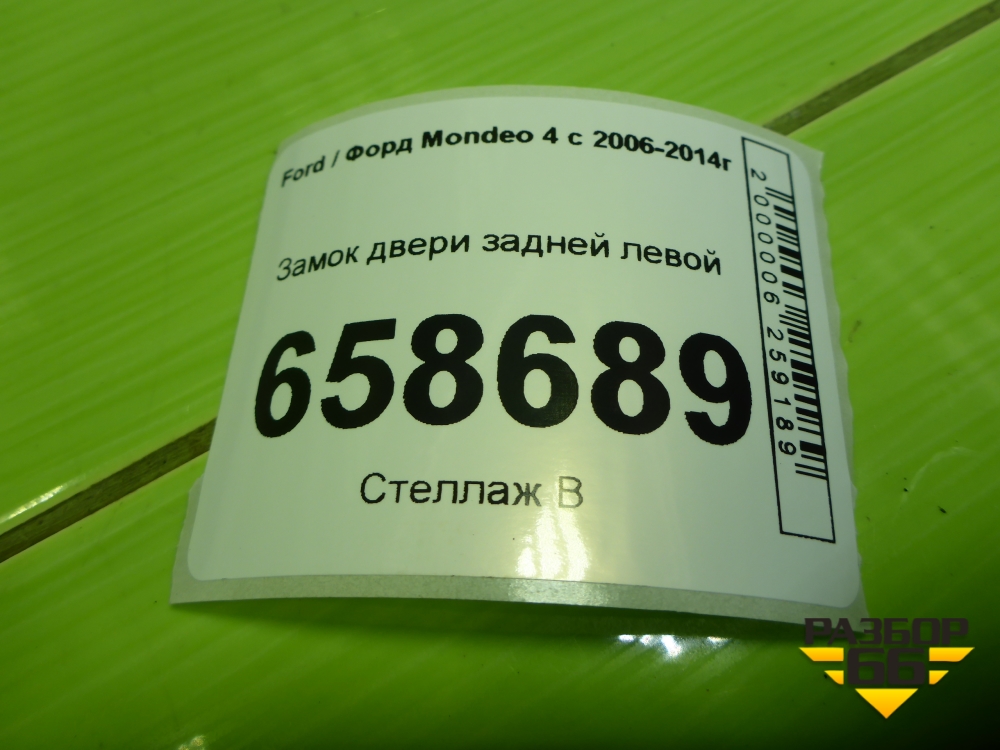 Ford / Форд Mondeo 4 с 2006-2014г
Замок двери задней левой
658689
Стеллаж В
2000006259189
РАЗБОР
66